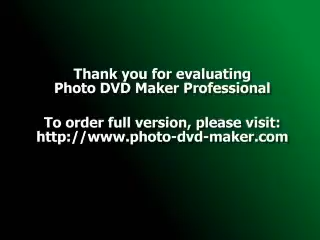 Thank you for evaluating
Photo DVD Maker Professional
To order full version, please visit:
http://www.photo-dvd-maker.com